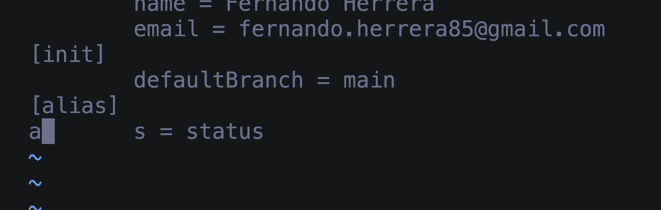 name = Fernando Herrera
email = fernando.herrera85@gmail.com
[init]
defaultBranch = main
[alias]
a s = status
~
~
~